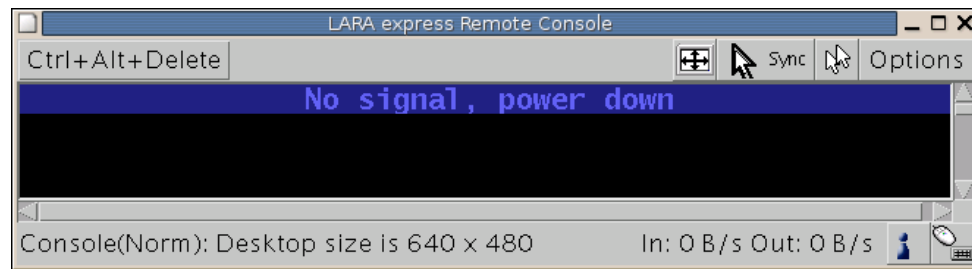 LARA express Remote Console
Ctrl+Alt+Delete Sync Options
No signal, power down
Console(Norm): Desktop size is 640 x 480 In: 0 B/s Out: 0 B/s